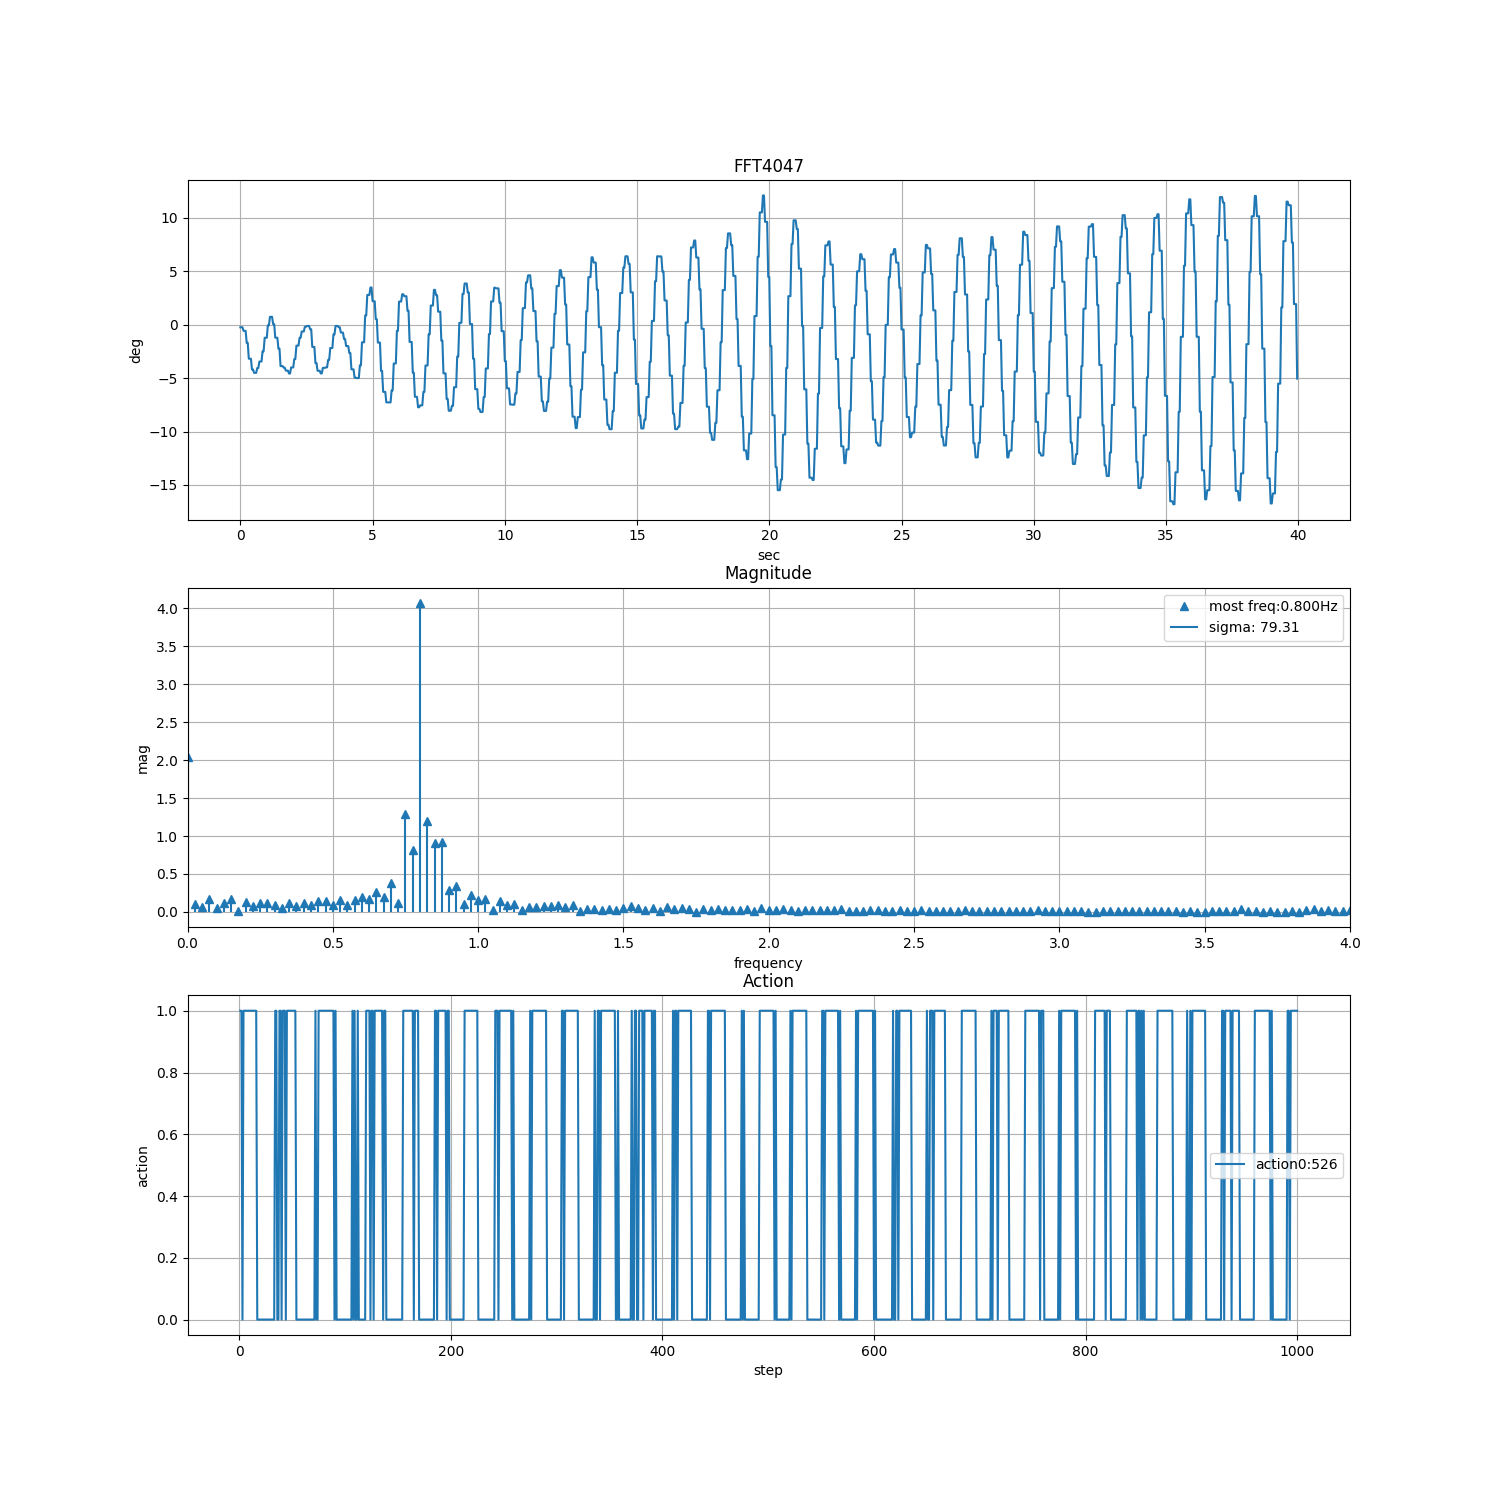 FFT4047
10
5
0
−5
−10
−15
deg
0 5 10 15 20 25 30 35 40
sec
Magnitude
4.0
3.5
3.0
2.5
2.0
1.5
1.0
0.5
0.0
mag
most freq:0.800Hz
sigma: 79.31
0.0 0.5 1.0 1.5 2.0 2.5 3.0 3.5 4.0
frequency
Action
1.0
0.8
0.6
0.4
0.2
0.0
action
action0:526
0 200 400 600 800 1000
step